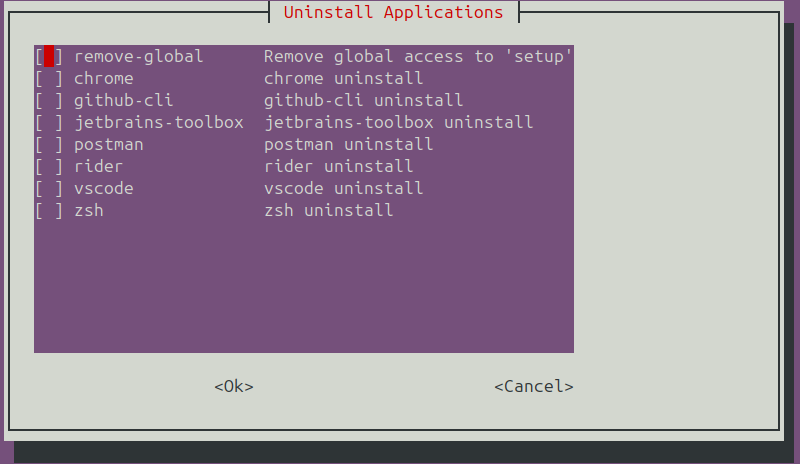 Uninstall Applications
[ ] remove-global Remove global access to 'setup'
[ ] chrome chrome uninstall
[ ] github-cli github-cli uninstall
[ ] jetbrains-toolbox jetbrains-toolbox uninstall
[ ] postman postman uninstall
[ ] rider rider uninstall
[ ] vscode vscode uninstall
[ ] zsh zsh uninstall
<Ok> <Cancel>